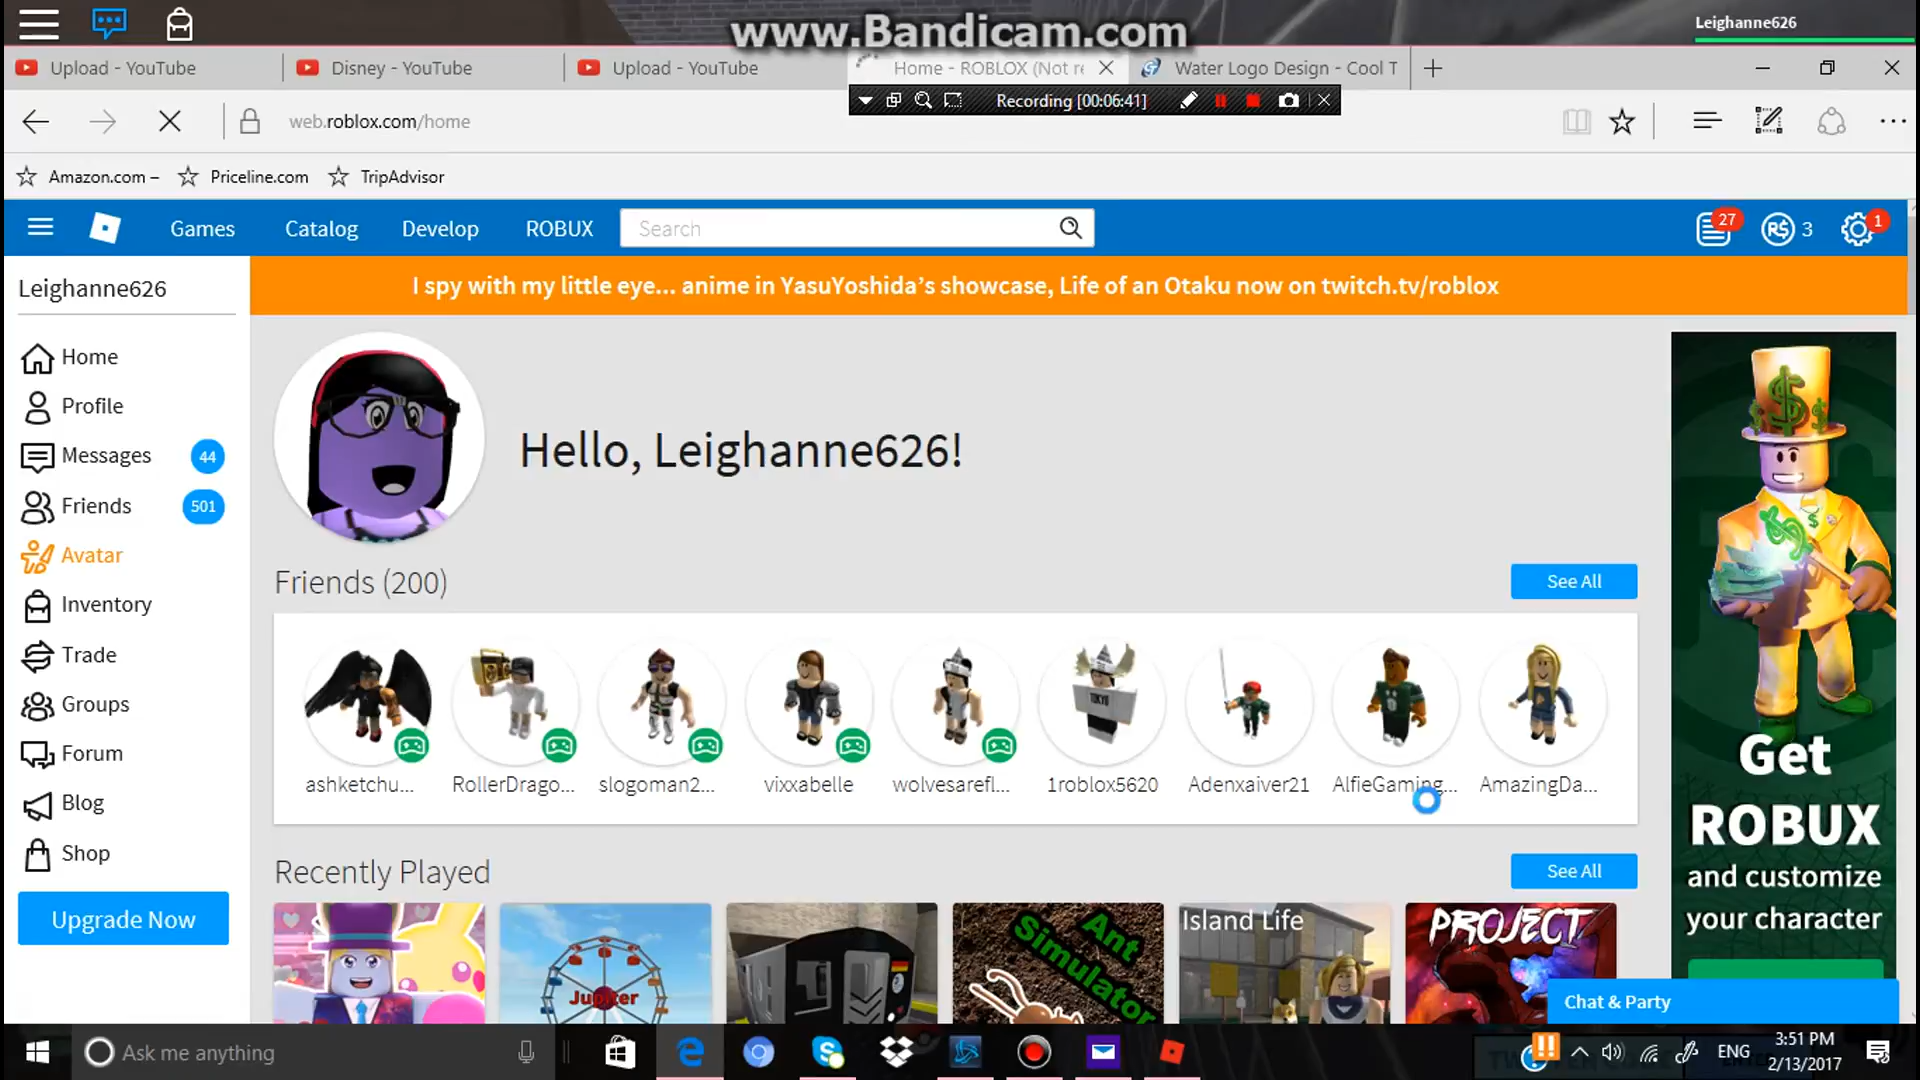 www.Bandicam.com
Leighanne626
Upload - YouTube
Disney - YouTube
Upload - YouTube
Home - ROBLOX (Not re
Water Logo Design - Cool T
Recording [00:06:41]
web.roblox.com/home
Amazon.com –
Priceline.com
TripAdvisor
Games
Catalog
Develop
ROBUX
Search
27
R$ 3
1
Leighanne626
I spy with my little eye... anime in YasuYoshida's showcase, Life of an Otaku now on twitch.tv/roblox
Home
Profile
Messages 44
Friends 501
Avatar
Inventory
Trade
Groups
Forum
Blog
Shop
Upgrade Now
Hello, Leighanne626!
Friends (200)
See All
ashketchu...
RollerDrago...
slogoman2...
vixxabelle
wolvesarefl...
1roblox5620
Adenxaiver21
AlfieGaming...
AmazingDa...
TOKYO
Recently Played
See All
Jupiter
Ant
Simulator
Island Life
PROJECT
Get
ROBUX
and customize
your character
Chat & Party
Ask me anything
ENG
3:51 PM
2/13/2017